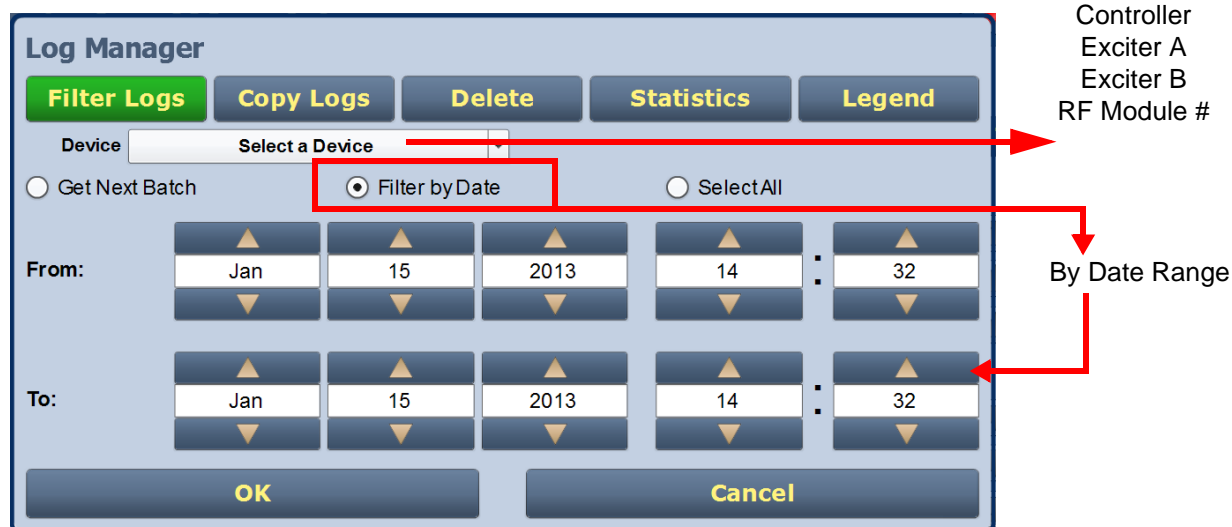 Controller
Exciter A
Exciter B
RF Module #
Log Manager
Filter Logs Copy Logs Delete Statistics Legend
Device Select a Device
Get Next Batch Filter by Date Select All
From: Jan 15 2013 14 : 32
By Date Range
To: Jan 15 2013 14 : 32
OK Cancel